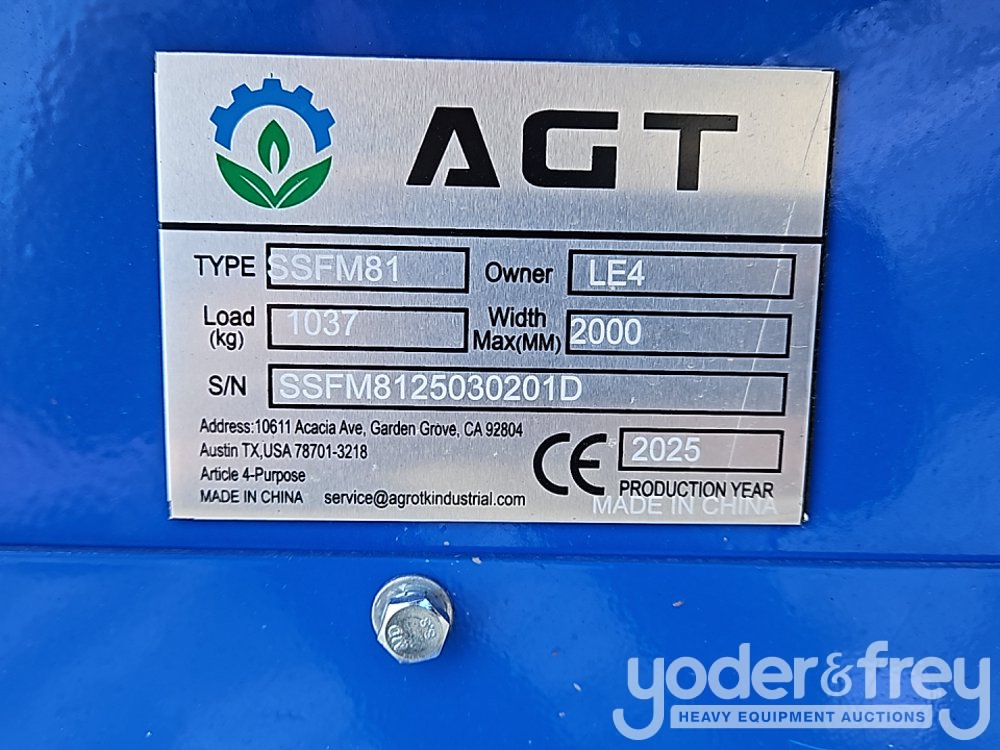 AGT
TYPE SSFM81 Owner LE4
Load (kg) 1037 Width Max(MM) 2000
S/N SSFM8125030201D
Address:10611 Acacia Ave, Garden Grove, CA 92804
Austin TX,USA 78701-3218
Article 4-Purpose
MADE IN CHINA service@agrotkindustrial.com
CE 2025
PRODUCTION YEAR
MADE IN CHINA
yoder&frey
HEAVY EQUIPMENT AUCTIONS